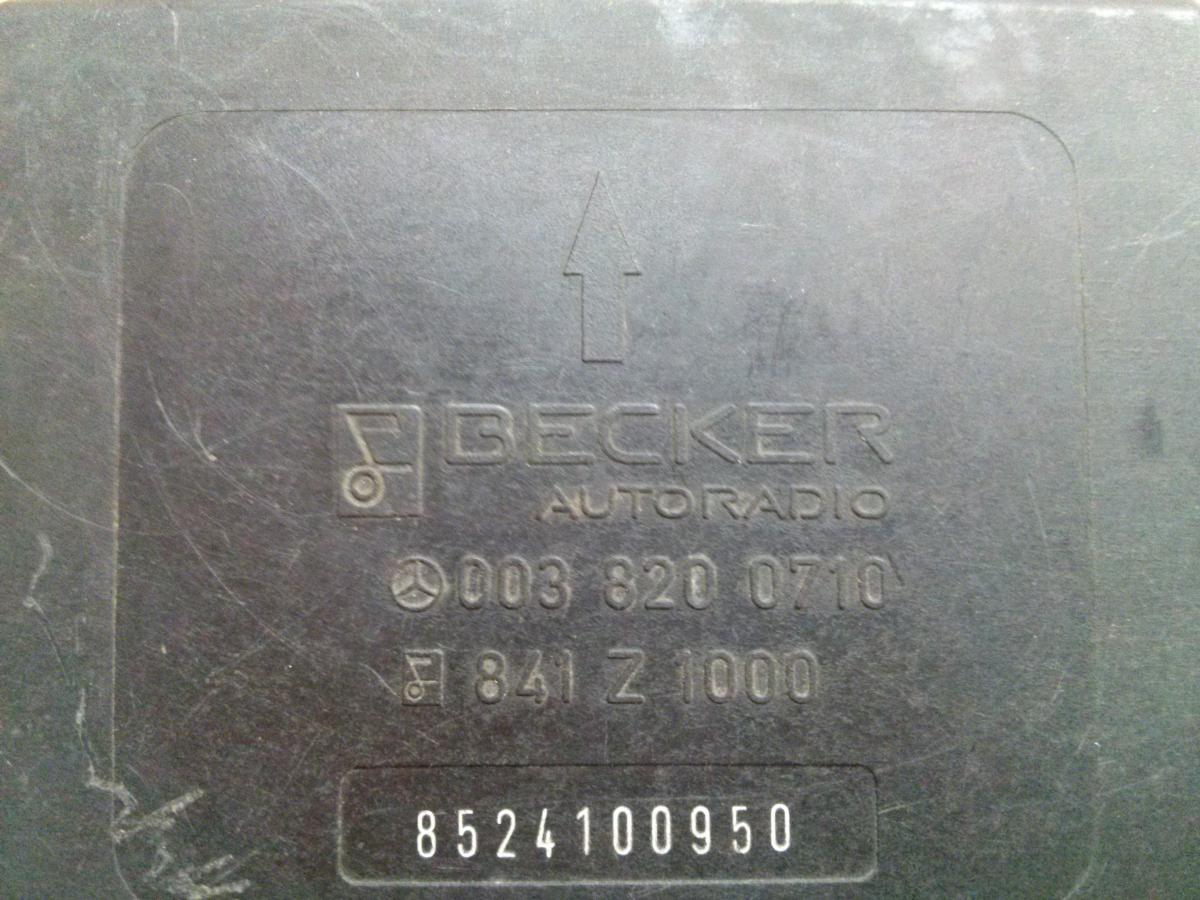 BECKER
AUTORADIO
003 820 0710
841 Z 1000
8524100950